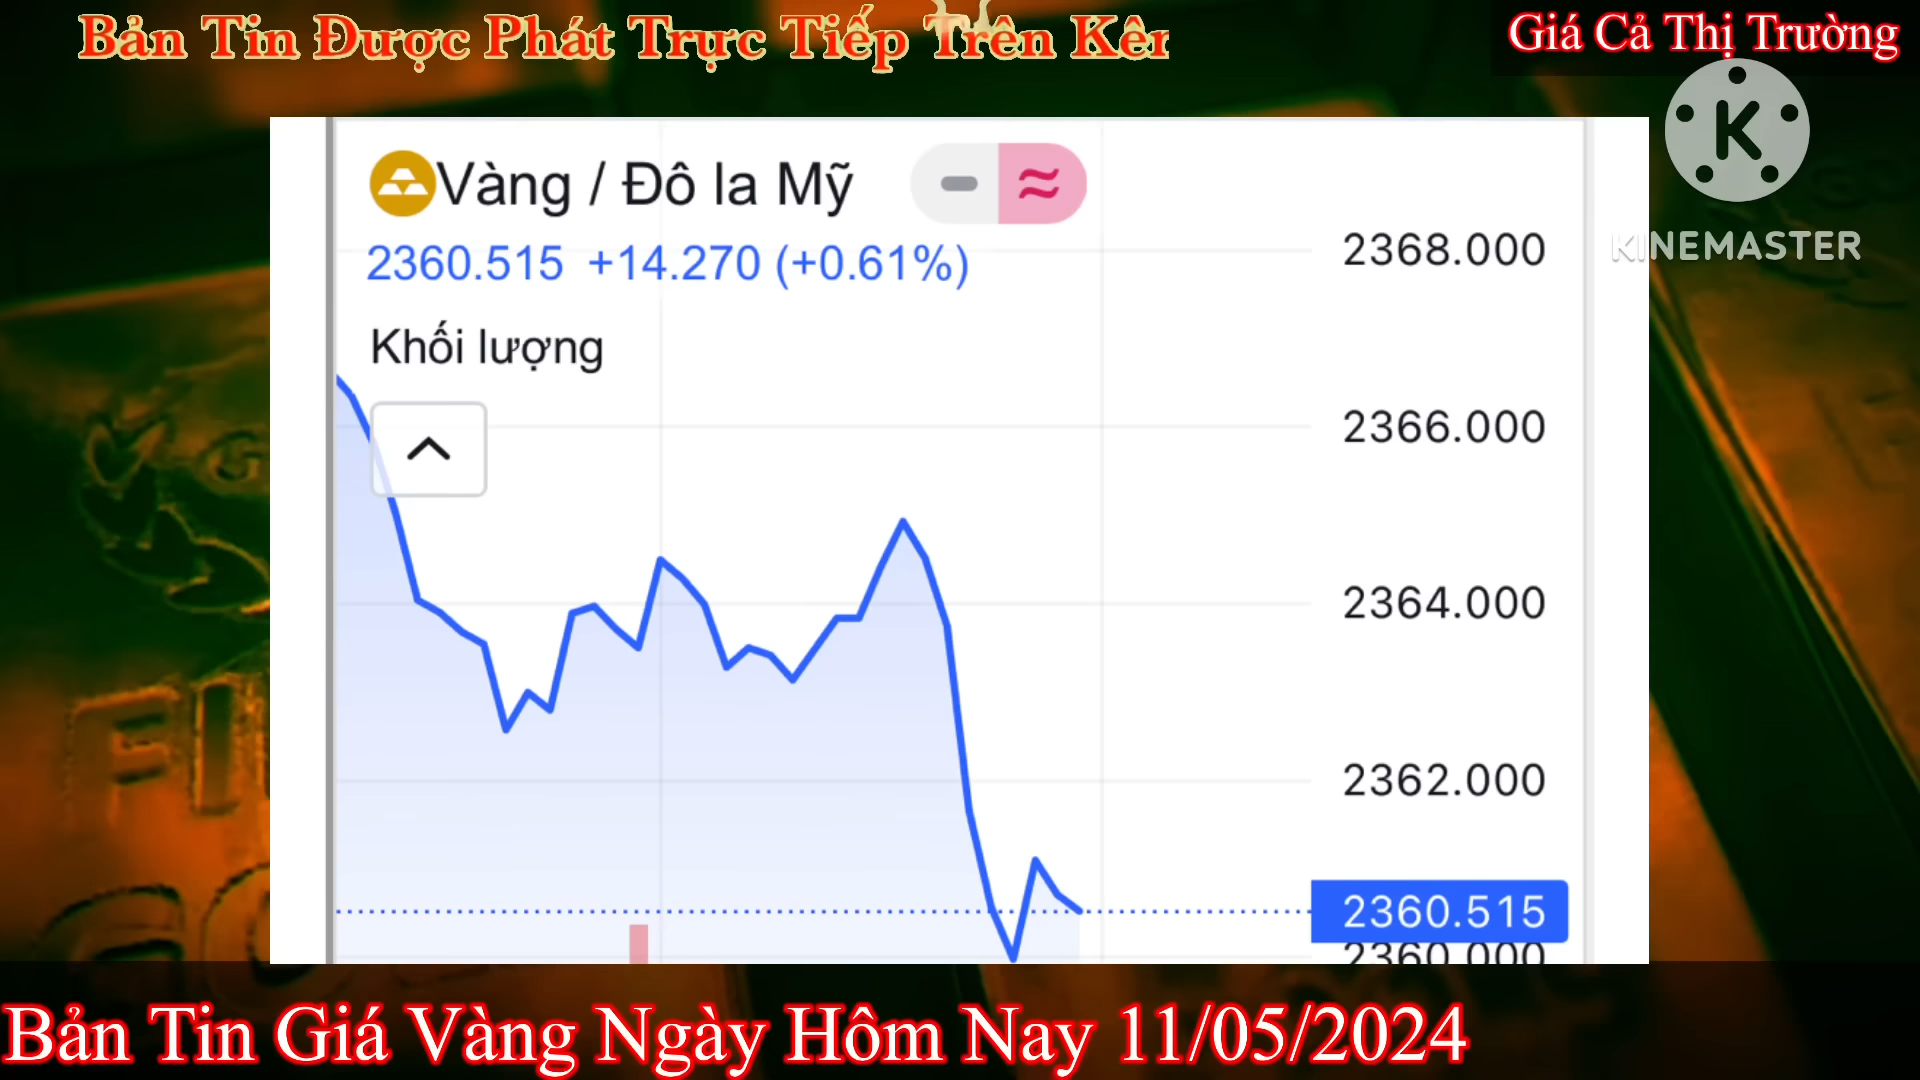 Bản Tin Được Phát Trực Tiếp Trên
Giá Cả Thị Trường
K
KINEMASTER
Vàng / Đô la Mỹ
2360.515 +14.270 (+0.61%)
Khối lượng
2368.000
2366.000
2364.000
2362.000
2360.515
2360.000
Bản Tin Giá Vàng Ngày Hôm Nay 11/05/2024